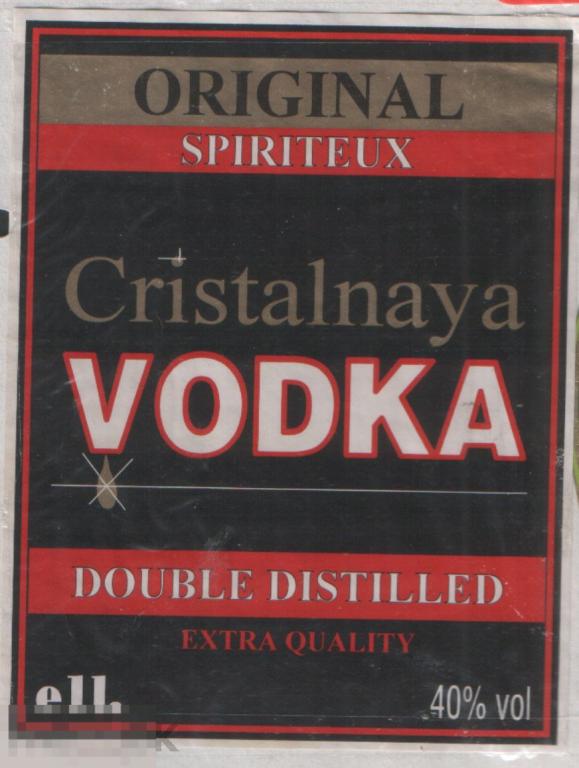 ORIGINAL
SPIRITEUX
Cristalnaya
VODKA
DOUBLE DISTILLED
EXTRA QUALITY
40% vol